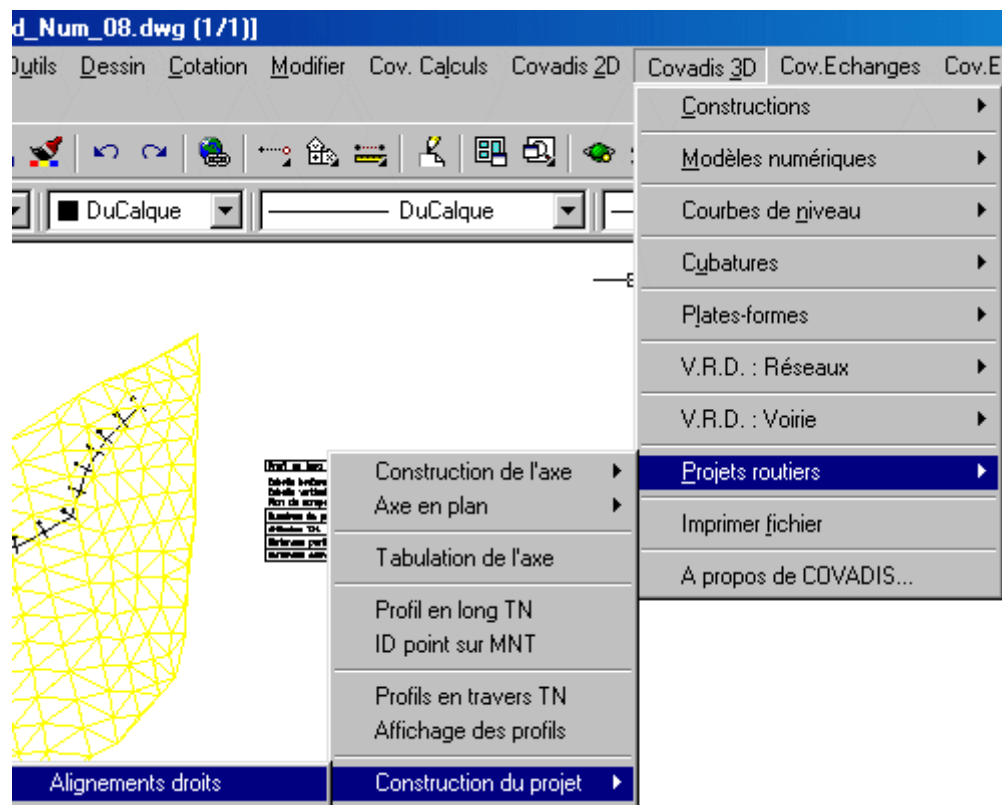 d_Num_08.dwg (1/1)]
Outils Dessin Cotation Modifier Cov. Calculs Covadis 2D Covadis 3D Cov.Echanges Cov.E
DuCalque DuCalque
Constructions
Modèles numériques
Courbes de niveau
Cubatures
Plates-formes
V.R.D. : Réseaux
V.R.D. : Voirie
Projets routiers
Imprimer fichier
A propos de COVADIS...
Construction de l'axe
Axe en plan
Tabulation de l'axe
Profil en long TN
ID point sur MNT
Profils en travers TN
Affichage des profils
Construction du projet
Alignements droits